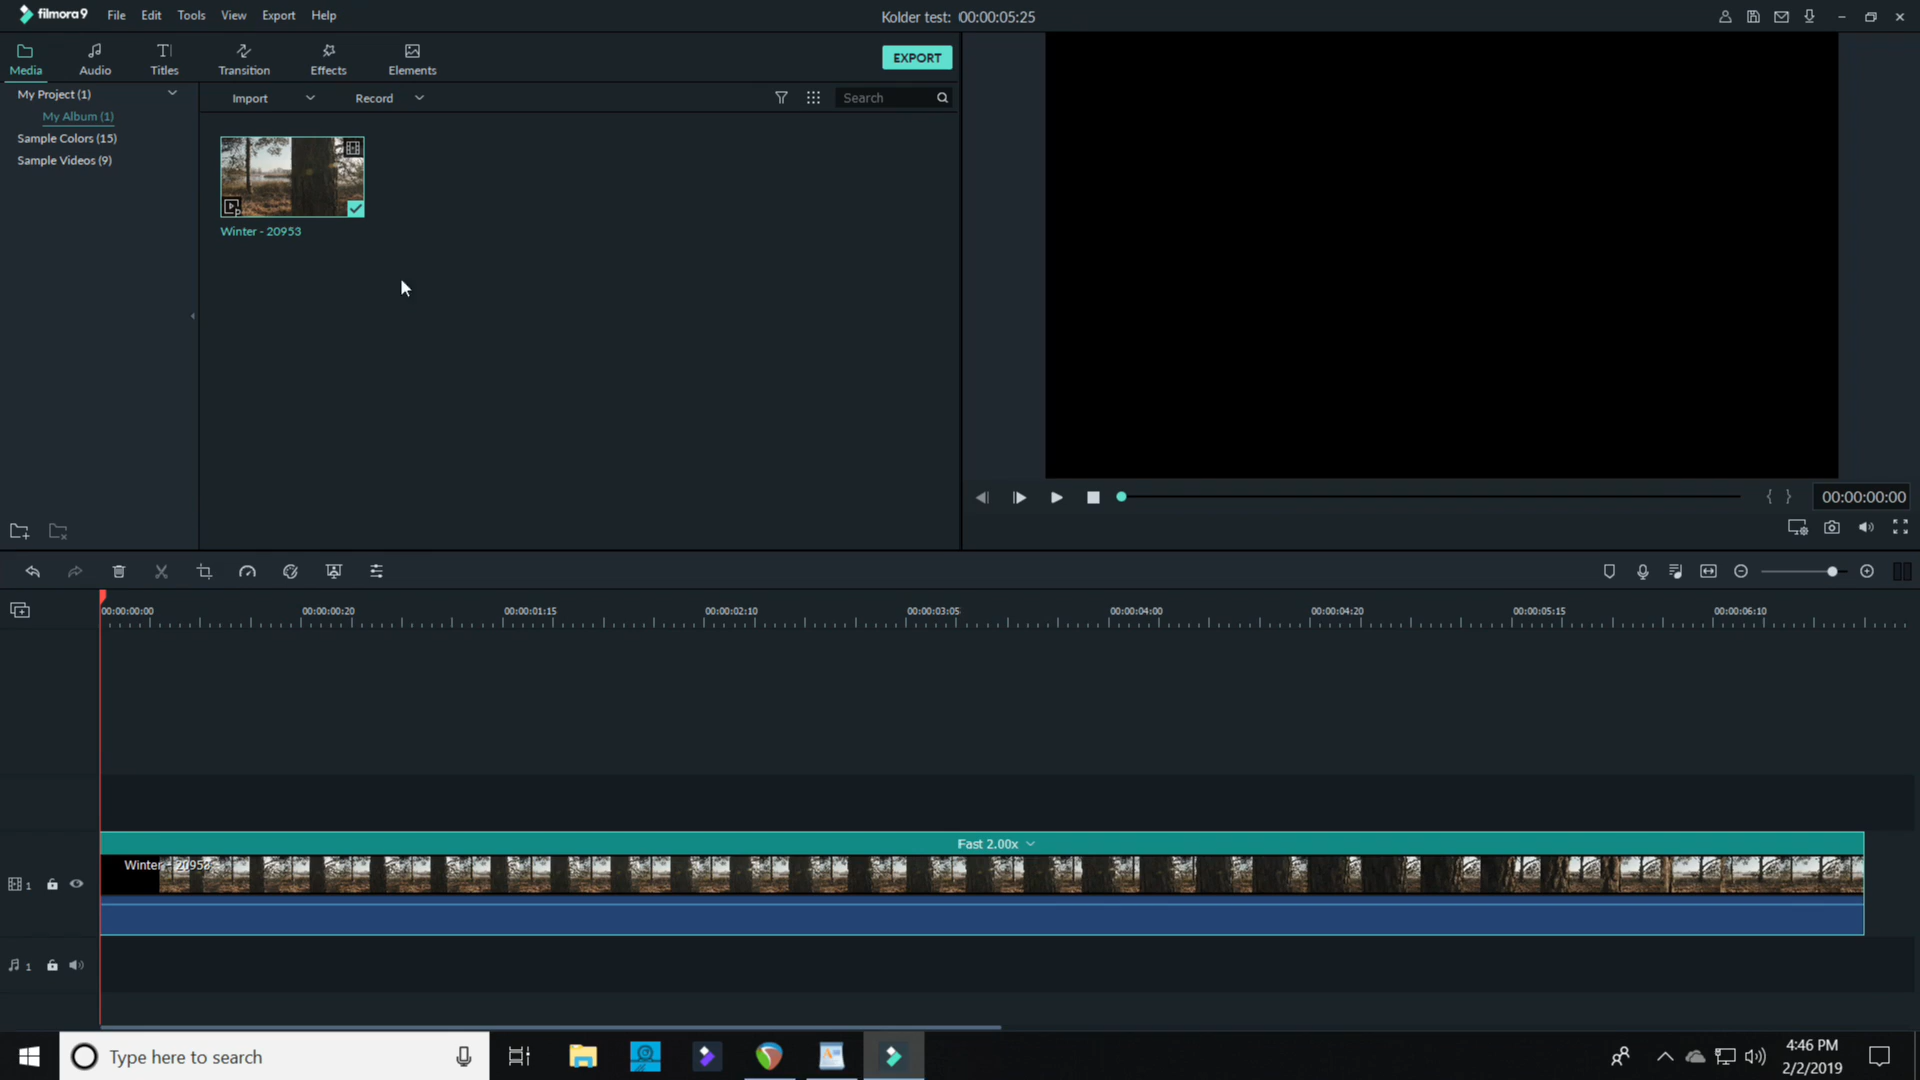 filmora9 File Edit Tools View Export Help
Kolder test: 00:00:05:25
Media Audio Titles Transition Effects Elements
EXPORT
My Project (1)
My Album (1)
Sample Colors (15)
Sample Videos (9)
Import Record
Search
Winter - 20953
00:00:00:00
00:00:00:00 00:00:00:20 00:00:01:15 00:00:02:10 00:00:03:05 00:00:04:00 00:00:04:20 00:00:05:15 00:00:06:10
Fast 2.00x
Winter - 20953
1
1
Type here to search
4:46 PM
2/2/2019